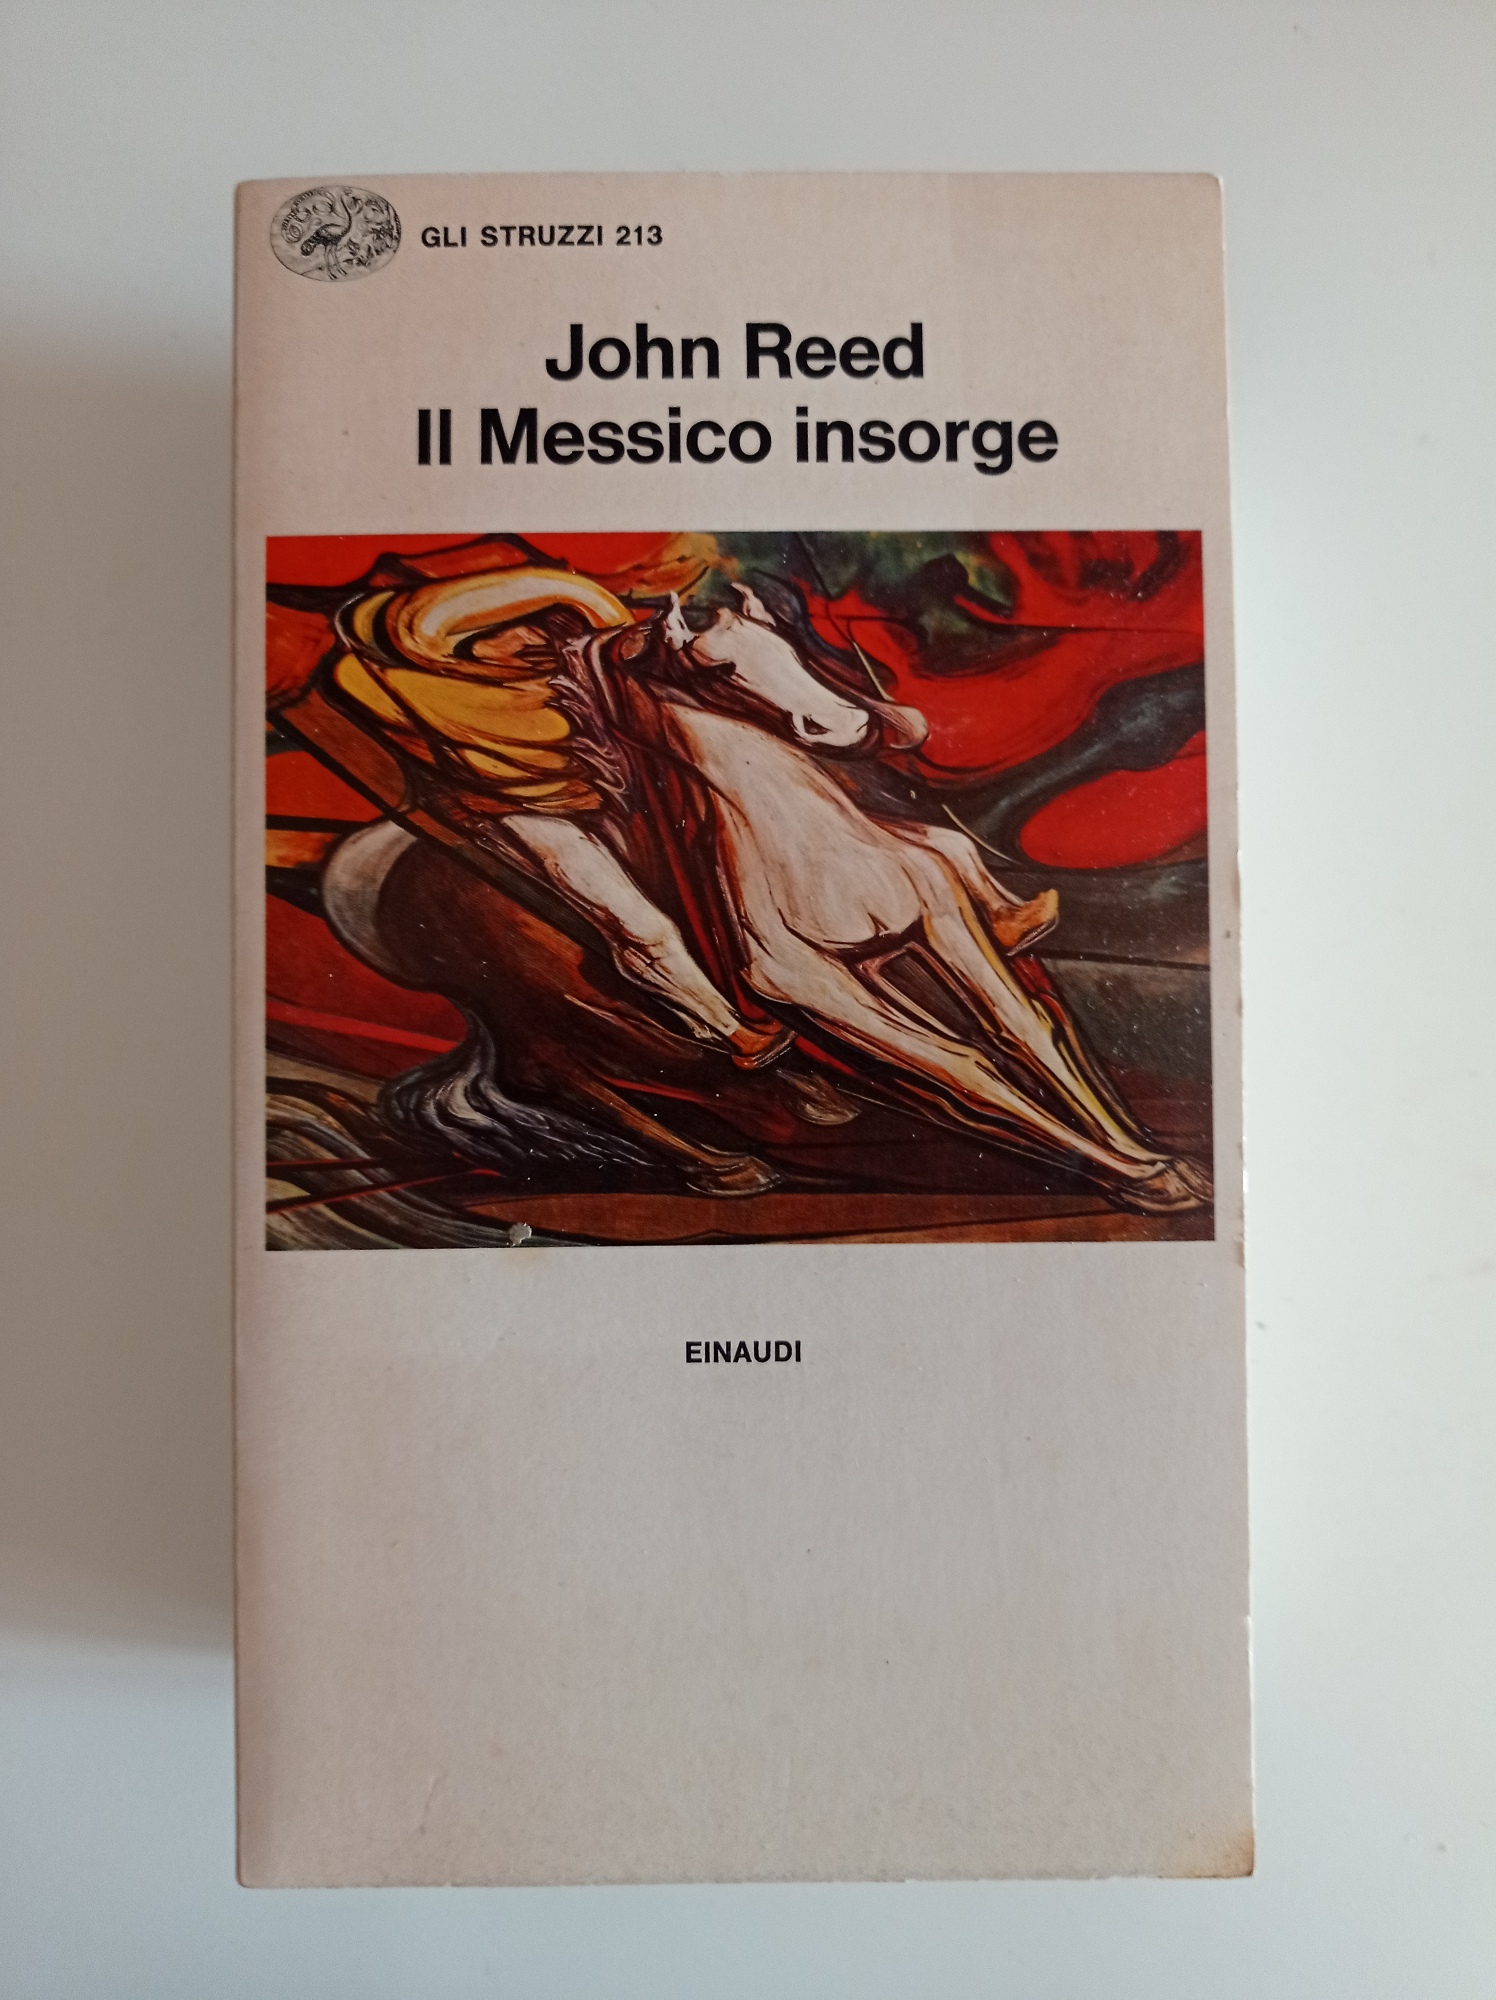 GLI STRUZZI 213
John Reed
Il Messico insorge
EINAUDI